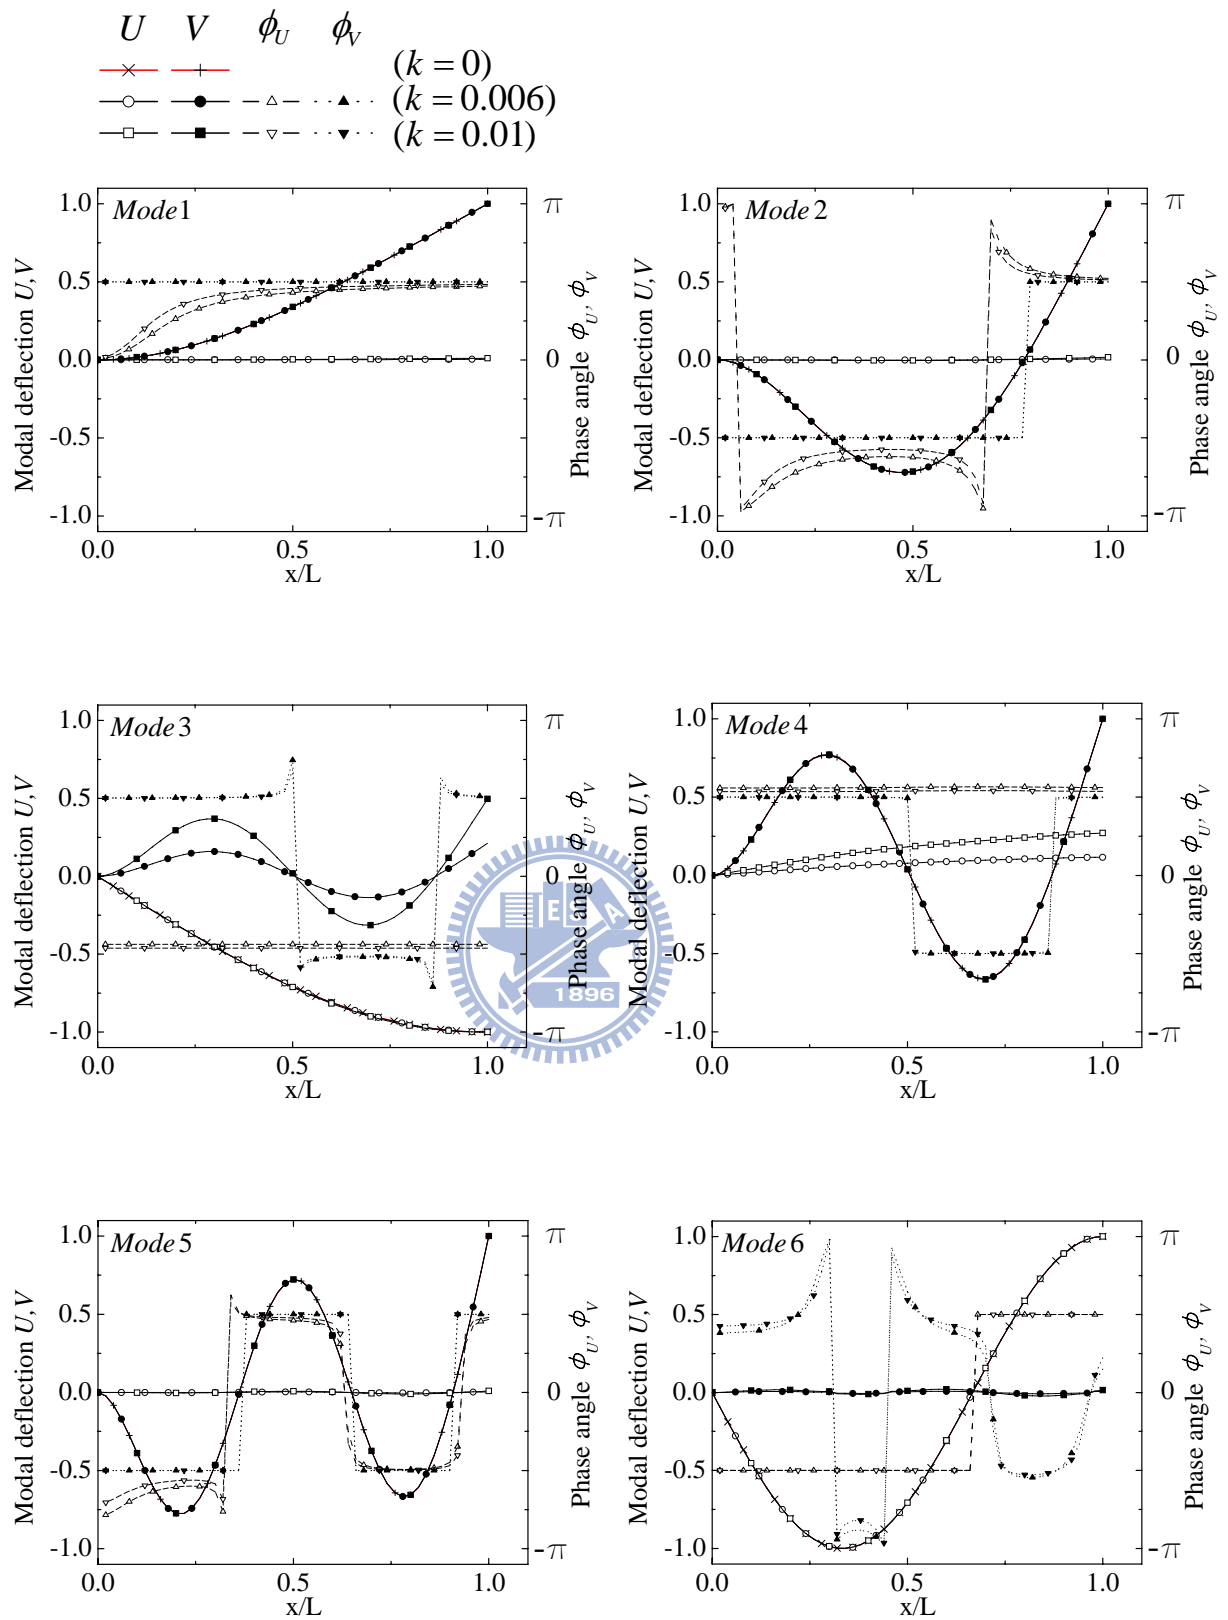 U V ϕU ϕV
(k = 0)
(k = 0.006)
(k = 0.01)
Mode 1
1.0
0.5
0.0
-0.5
-1.0
π
0
-π
0.0 0.5 1.0
x/L
Modal deflection U,V
Phase angle ϕU, ϕV
Mode 2
1.0
0.5
0.0
-0.5
-1.0
π
0
-π
0.0 0.5 1.0
x/L
Modal deflection U,V
Phase angle ϕU, ϕV
Mode 3
1.0
0.5
0.0
-0.5
-1.0
π
0
-π
0.0 0.5 1.0
x/L
Modal deflection U,V
Phase angle ϕU, ϕV
E S A
1896
Mode 4
1.0
0.5
0.0
-0.5
-1.0
π
0
-π
0.0 0.5 1.0
x/L
Modal deflection U,V
Phase angle ϕU, ϕV
Mode 5
1.0
0.5
0.0
-0.5
-1.0
π
0
-π
0.0 0.5 1.0
x/L
Modal deflection U,V
Phase angle ϕU, ϕV
Mode 6
1.0
0.5
0.0
-0.5
-1.0
π
0
-π
0.0 0.5 1.0
x/L
Modal deflection U,V
Phase angle ϕU, ϕV